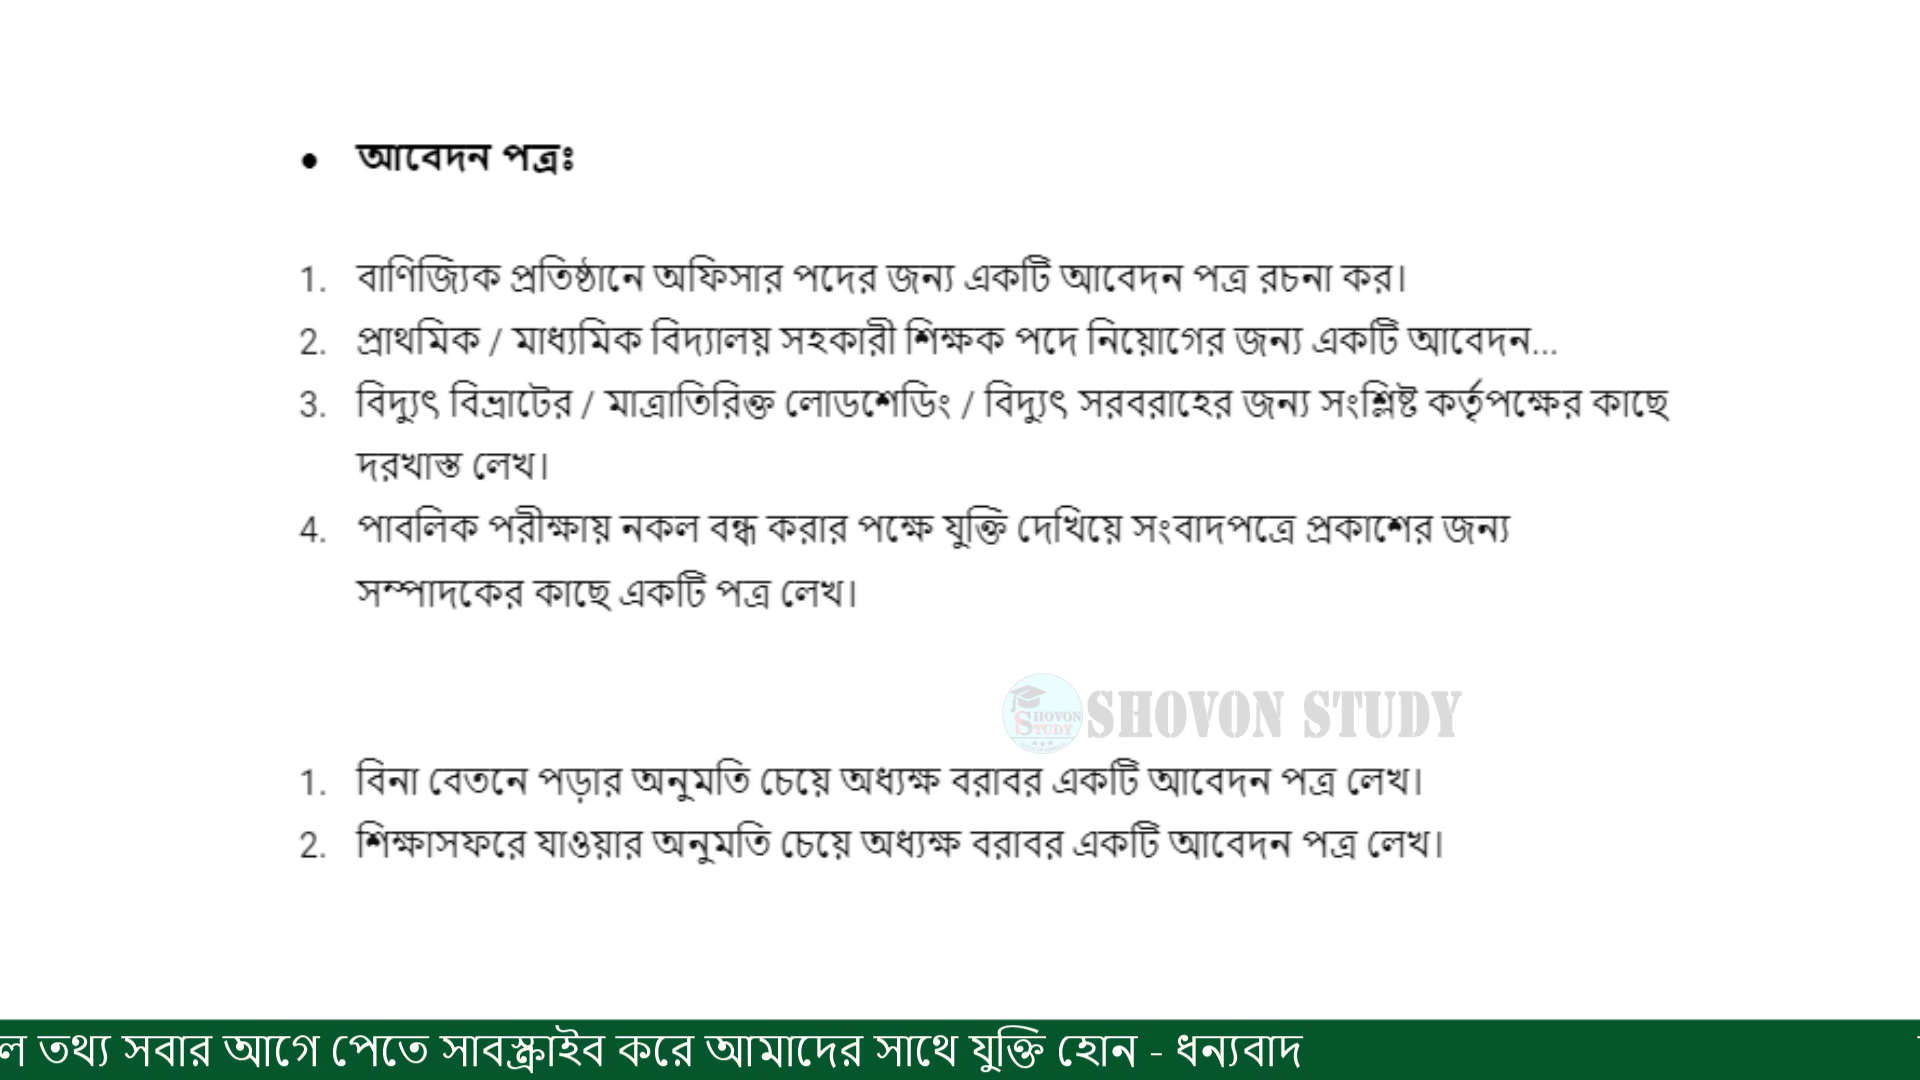 • আবেদন পত্রঃ
1. বাণিজ্যিক প্রতিষ্ঠানে অফিসার পদের জন্য একটি আবেদন পত্র রচনা কর।
2. প্রাথমিক / মাধ্যমিক বিদ্যালয় সহকারী শিক্ষক পদে নিয়োগের জন্য একটি আবেদন...
3. বিদ্যুৎ বিভ্রাটের / মাত্রাতিরিক্ত লোডশেডিং / বিদ্যুৎ সরবরাহের জন্য সংশ্লিষ্ট কর্তৃপক্ষের কাছে
দরখাস্ত লেখ।
4. পাবলিক পরীক্ষায় নকল বন্ধ করার পক্ষে যুক্তি দেখিয়ে সংবাদপত্রে প্রকাশের জন্য
সম্পাদকের কাছে একটি পত্র লেখ।
SHOVON STUDY
SHOVON STUDY
1. বিনা বেতনে পড়ার অনুমতি চেয়ে অধ্যক্ষ বরাবর একটি আবেদন পত্র লেখ।
2. শিক্ষাসফরে যাওয়ার অনুমতি চেয়ে অধ্যক্ষ বরাবর একটি আবেদন পত্র লেখ।
ল তথ্য সবার আগে পেতে সাবস্ক্রাইব করে আমাদের সাথে যুক্তি হোন - ধন্যবাদ